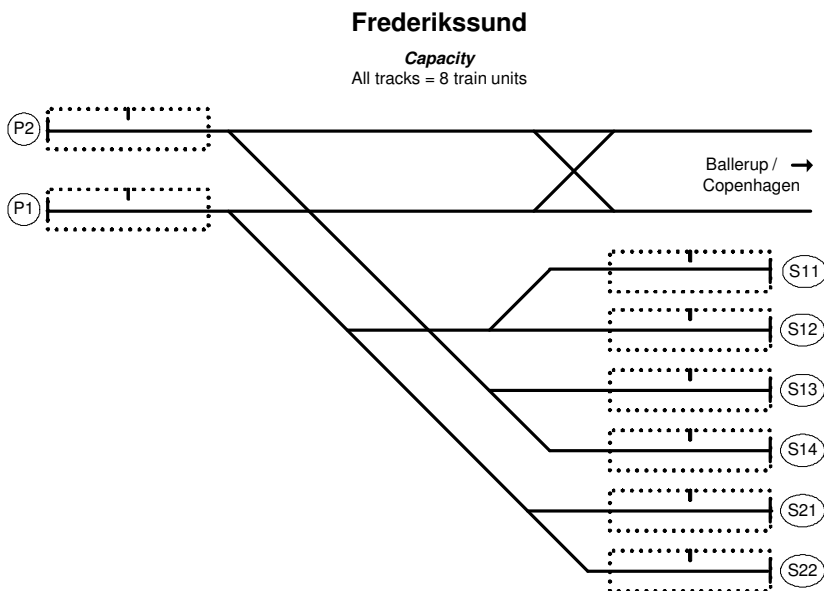 Frederikssund
Capacity
All tracks = 8 train units
P2
Ballerup /
Copenhagen
P1
S11
S12
S13
S14
S21
S22